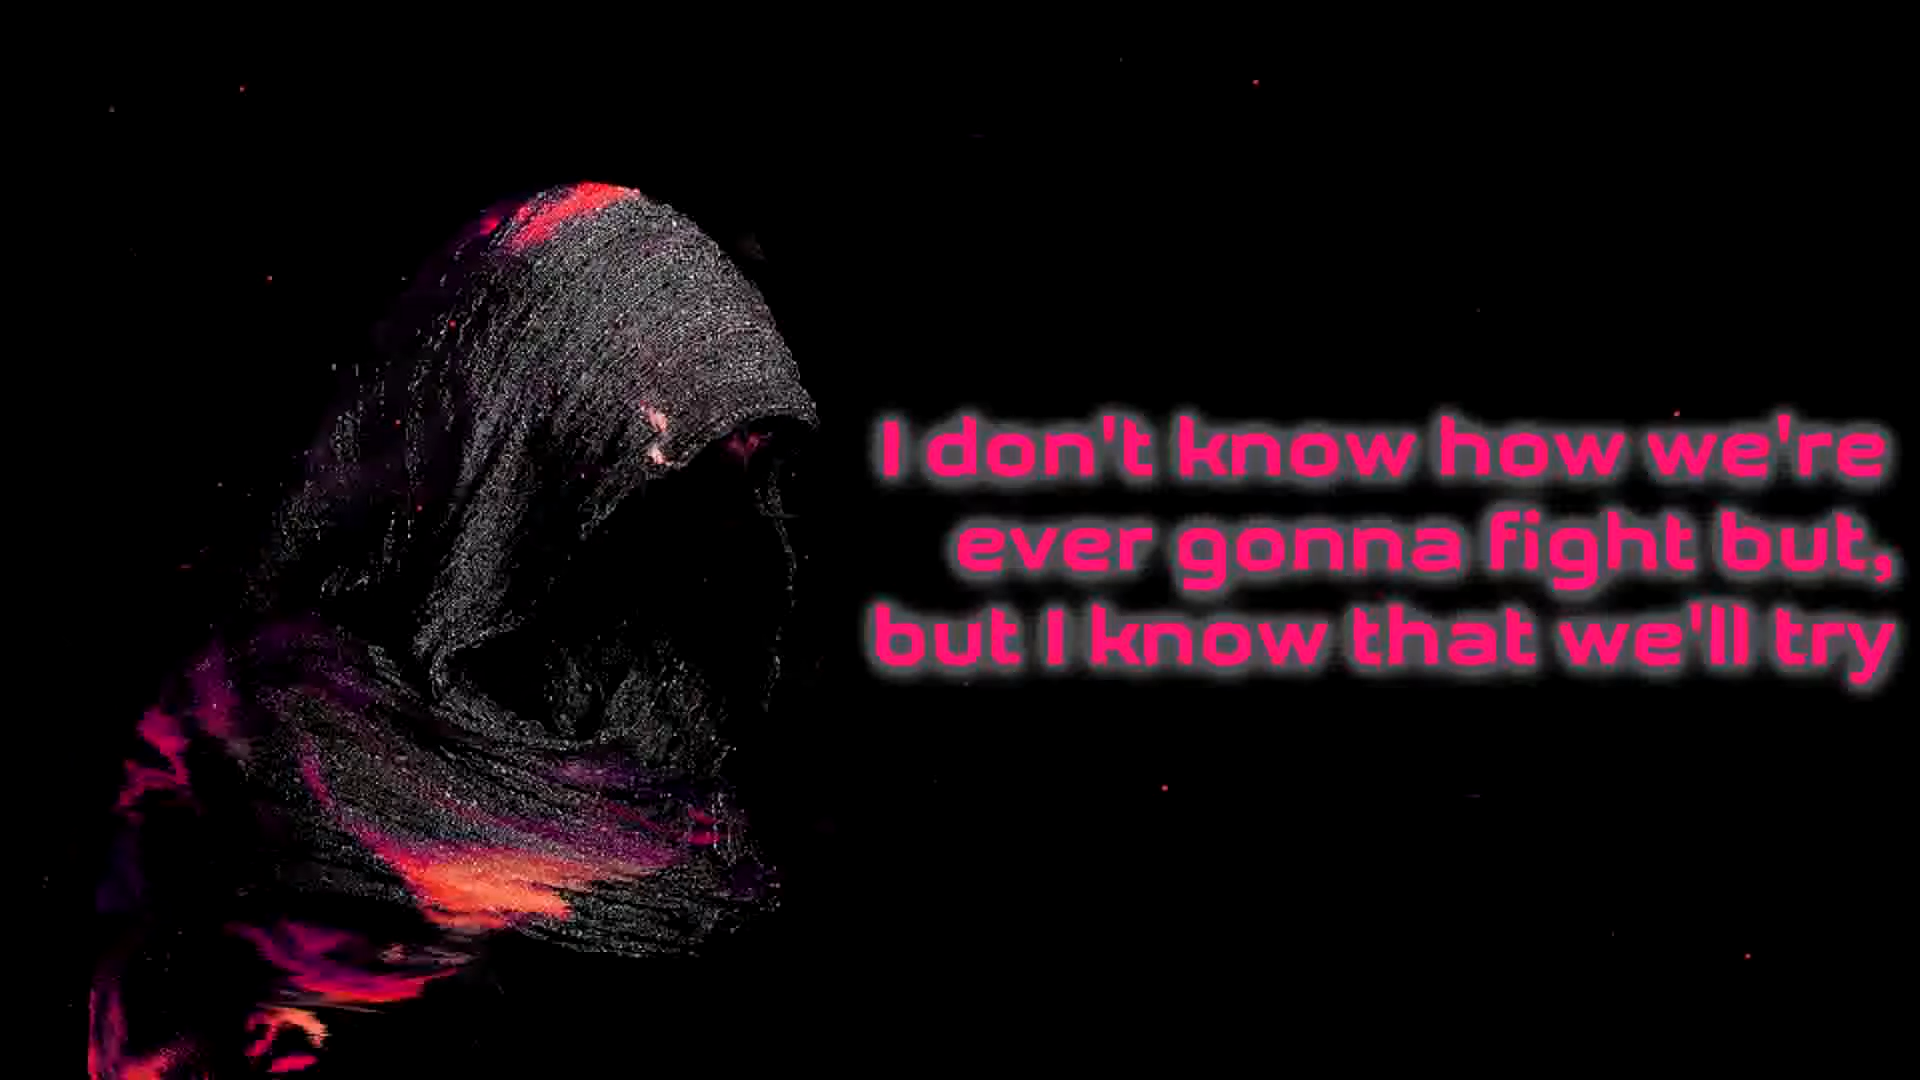 I don't know how we're
ever gonna fight but,
but I know that we'll try